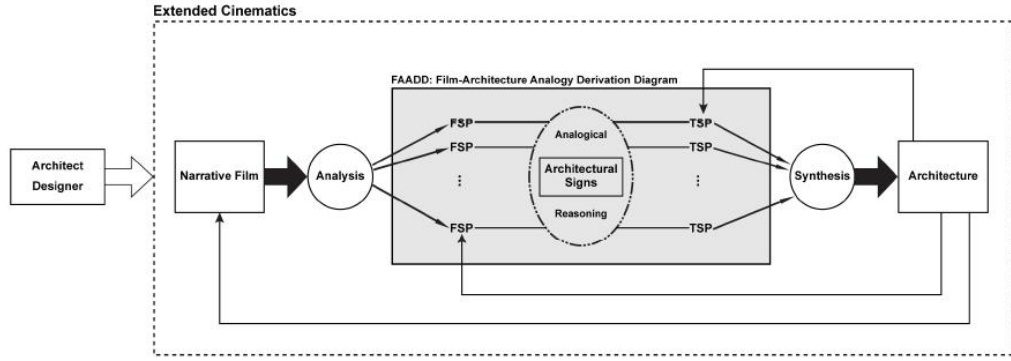 Extended Cinematics
FAADD: Film-Architecture Analogy Derivation Diagram
Architect
Designer
Narrative Film
Analysis
FSP
FSP
⋮
FSP
Analogical
Architectural
Signs
Reasoning
TSP
TSP
⋮
TSP
Synthesis
Architecture